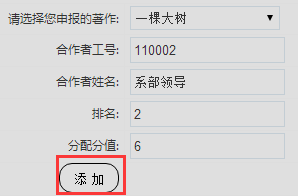 请选择您申报的著作: 一棵大树
合作者工号: 110002
合作者姓名: 系部领导
排名: 2
分配分值: 6
添 加